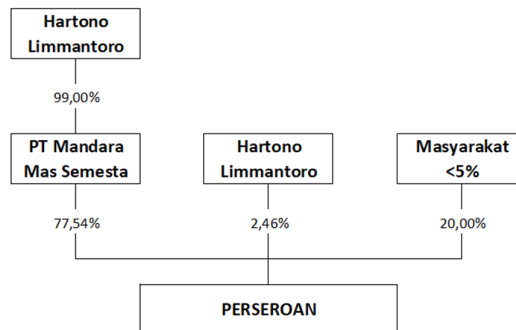 Hartono
Limmantoro
99,00%
PT Mandara
Mas Semesta
Hartono
Limmantoro
Masyarakat
<5%
77,54%
2,46%
20,00%
PERSEROAN